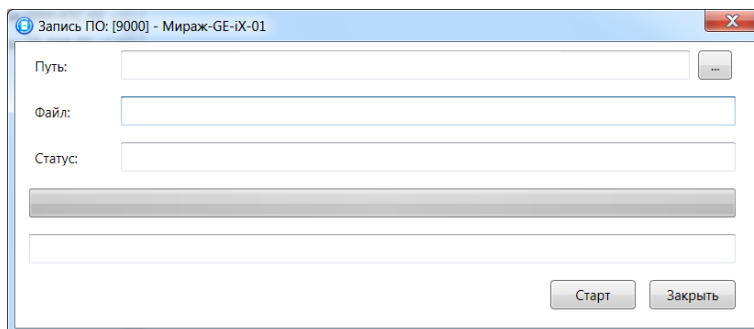 Запись ПО: [9000] - Мираж-GE-iX-01
Путь:
...
Файл:
Статус:
Старт Закрыть